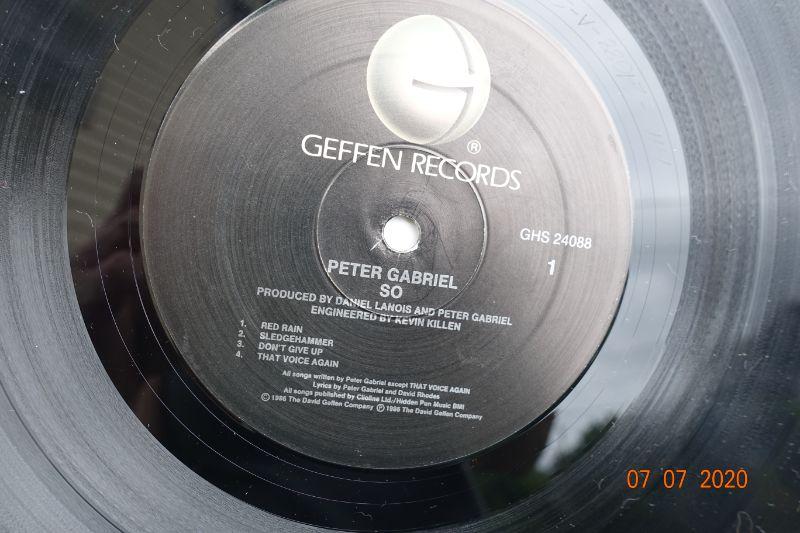 GEFFEN RECORDS®
GHS 24088
1
PETER GABRIEL
SO
PRODUCED BY DANIEL LANOIS AND PETER GABRIEL
ENGINEERED BY KEVIN KILLEN
1. RED RAIN
2. SLEDGEHAMMER
3. DON'T GIVE UP
4. THAT VOICE AGAIN
All songs written by Peter Gabriel except THAT VOICE AGAIN
Lyrics by Peter Gabriel and David Rhodes
All songs published by Clioline Ltd./Hidden Pun Music BMI
© 1986 The David Geffen Company ℗ 1986 The David Geffen Company
07 07 2020